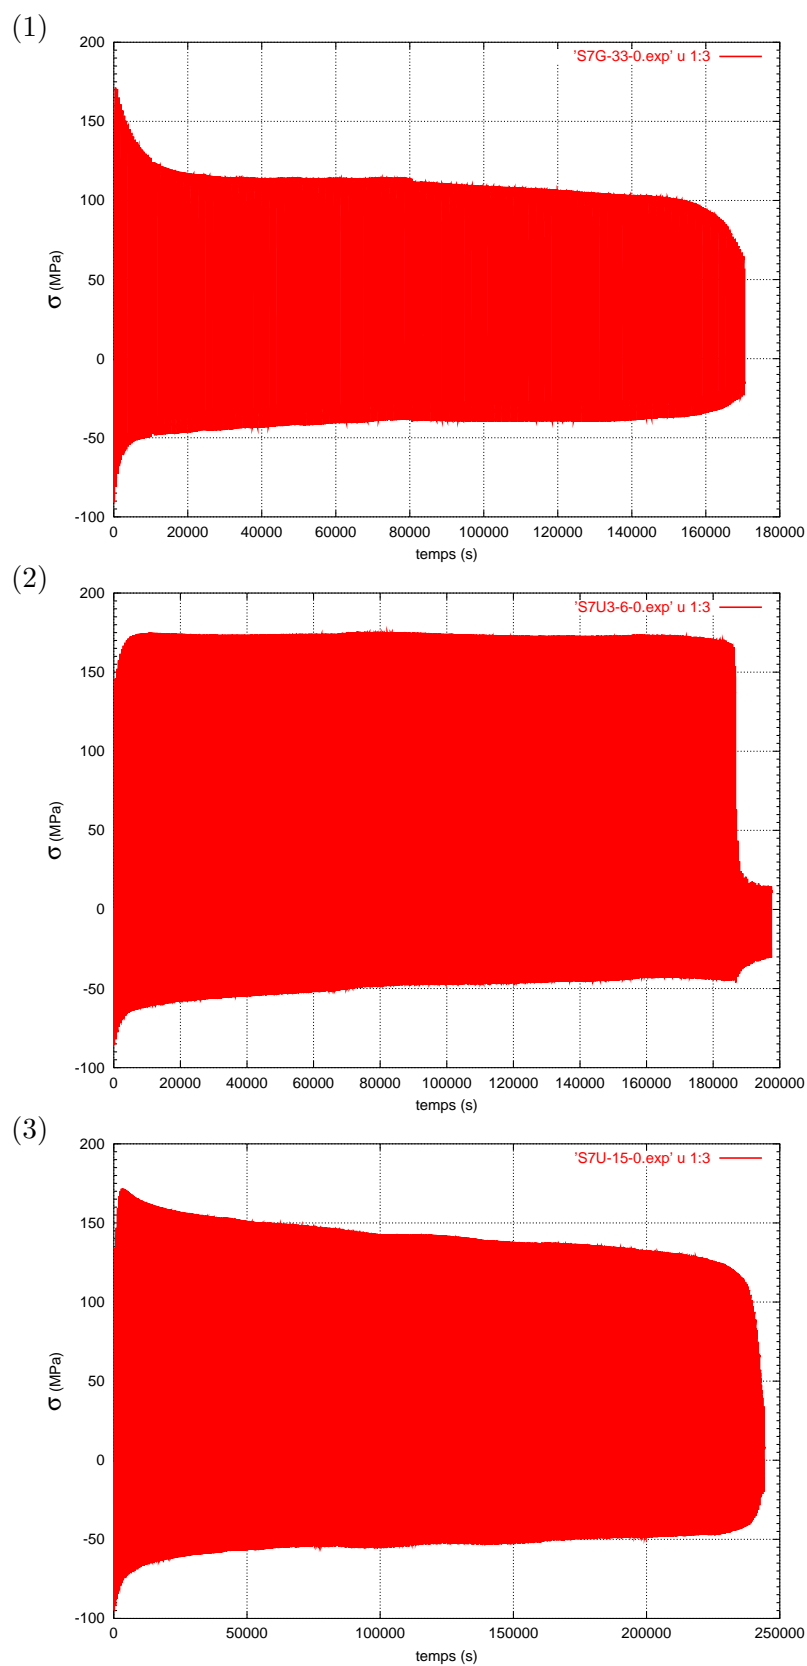 (1)
200
'S7G-33-0.exp' u 1:3
150
100
50
0
-50
-100
σ (MPa)
0 20000 40000 60000 80000 100000 120000 140000 160000 180000
temps (s)
(2)
200
'S7U3-6-0.exp' u 1:3
150
100
50
0
-50
-100
σ (MPa)
0 20000 40000 60000 80000 100000 120000 140000 160000 180000 200000
temps (s)
(3)
200
'S7U-15-0.exp' u 1:3
150
100
50
0
-50
-100
σ (MPa)
0 50000 100000 150000 200000 250000
temps (s)